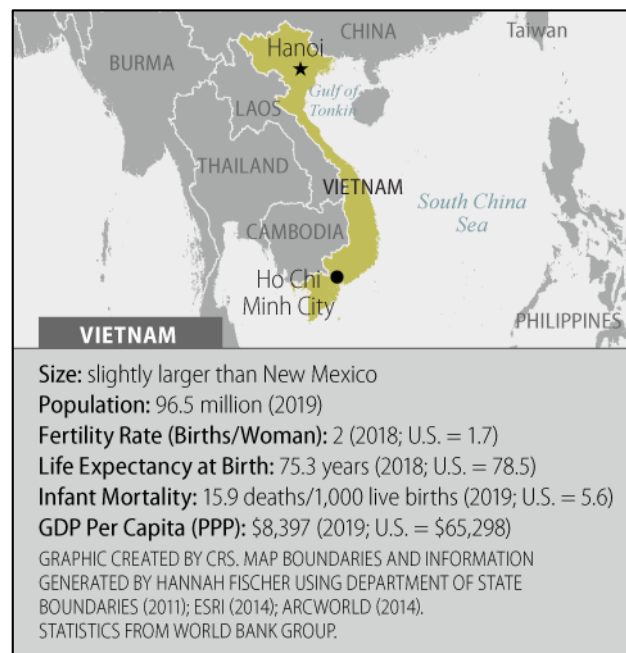 CHINA
Taiwan
Hanoi
BURMA
Gulf of
Tonkin
LAOS
THAILAND
VIETNAM
South China
Sea
CAMBODIA
Ho Chi
Minh City
PHILIPPINES
VIETNAM
Size: slightly larger than New Mexico
Population: 96.5 million (2019)
Fertility Rate (Births/Woman): 2 (2018; U.S. = 1.7)
Life Expectancy at Birth: 75.3 years (2018; U.S. = 78.5)
Infant Mortality: 15.9 deaths/1,000 live births (2019; U.S. = 5.6)
GDP Per Capita (PPP): $8,397 (2019; U.S. = $65,298)
GRAPHIC CREATED BY CRS. MAP BOUNDARIES AND INFORMATION
GENERATED BY HANNAH FISCHER USING DEPARTMENT OF STATE
BOUNDARIES (2011); ESRI (2014); ARCWORLD (2014).
STATISTICS FROM WORLD BANK GROUP.